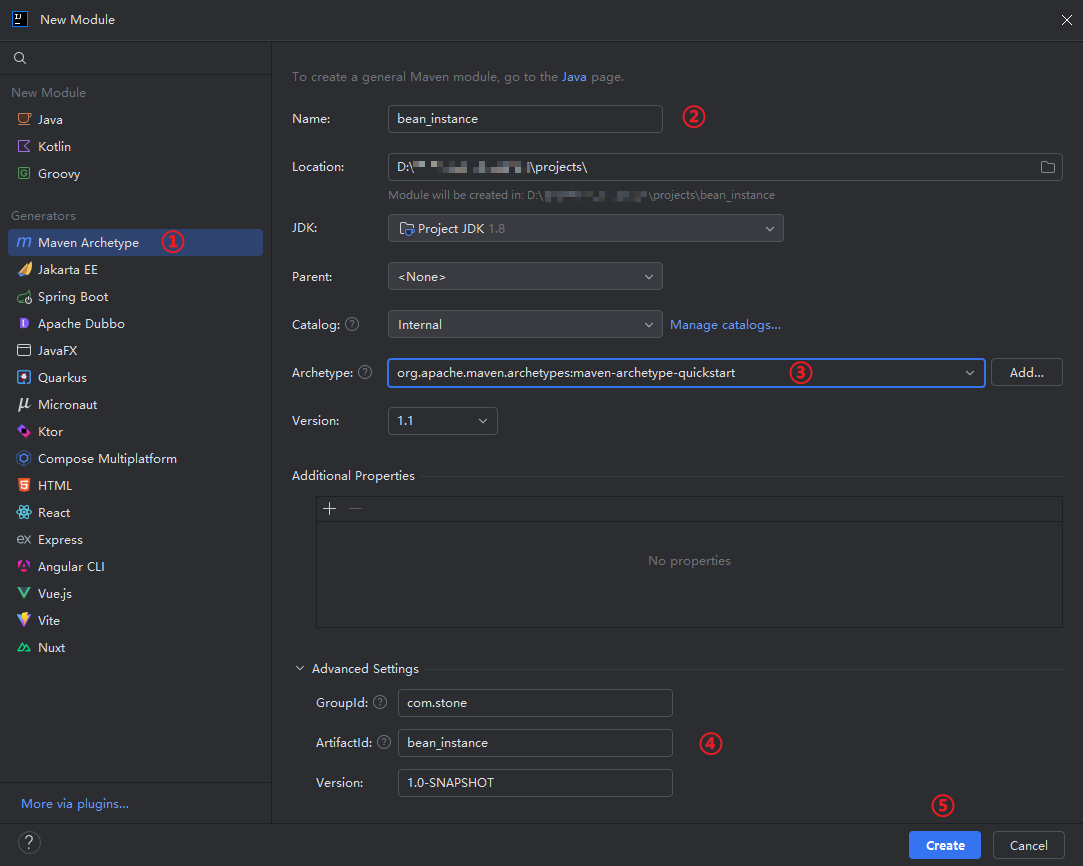 New Module
New Module
Java
Kotlin
Groovy
Generators
Maven Archetype ①
Jakarta EE
Spring Boot
Apache Dubbo
JavaFX
Quarkus
Micronaut
Ktor
Compose Multiplatform
HTML
React
Express
Angular CLI
Vue.js
Vite
Nuxt
More via plugins...
To create a general Maven module, go to the Java page.
Name: bean_instance ②
Location: D:\ \projects\
Module will be created in: D:\ \projects\bean_instance
JDK: Project JDK 1.8
Parent: <None>
Catalog: ? Internal Manage catalogs...
Archetype: ? org.apache.maven.archetypes:maven-archetype-quickstart ③ Add...
Version: 1.1
Additional Properties
No properties
Advanced Settings
GroupId: ? com.stone
ArtifactId: ? bean_instance ④
Version: 1.0-SNAPSHOT
⑤
? Create Cancel